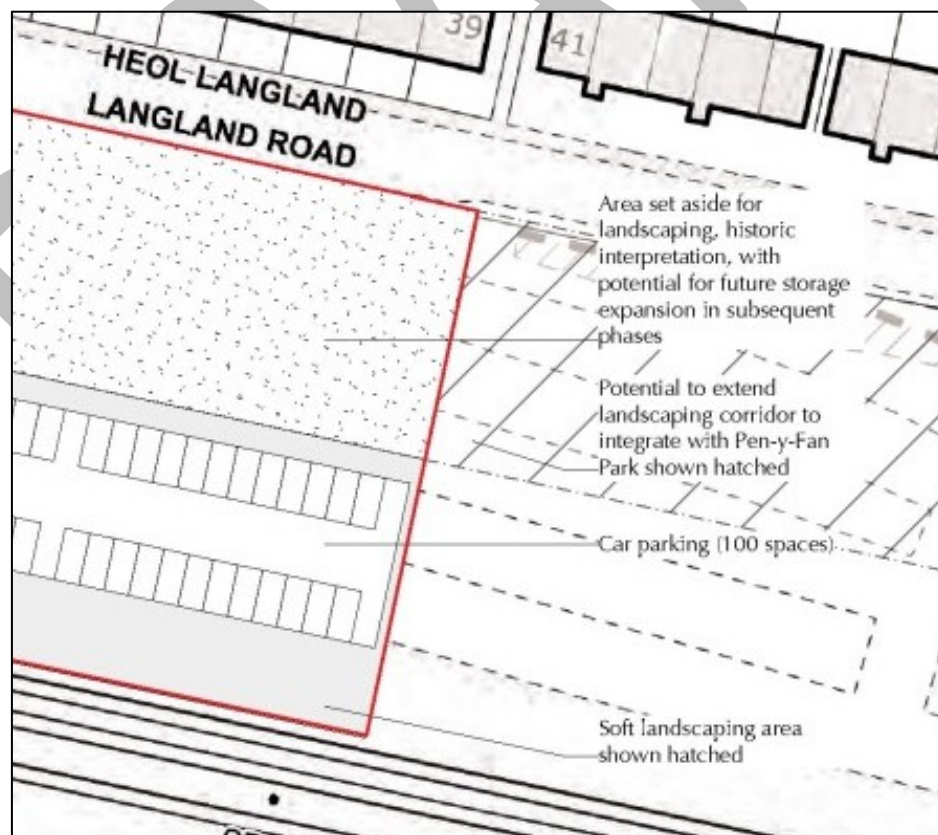 39
41
HEOL LANGLAND
LANGLAND ROAD
Area set aside for
landscaping, historic
interpretation, with
potential for future storage
expansion in subsequent
phases
Potential to extend
landscaping corridor to
integrate with Pen-y-Fan
Park shown hatched
Car parking (100 spaces)
Soft landscaping area
shown hatched